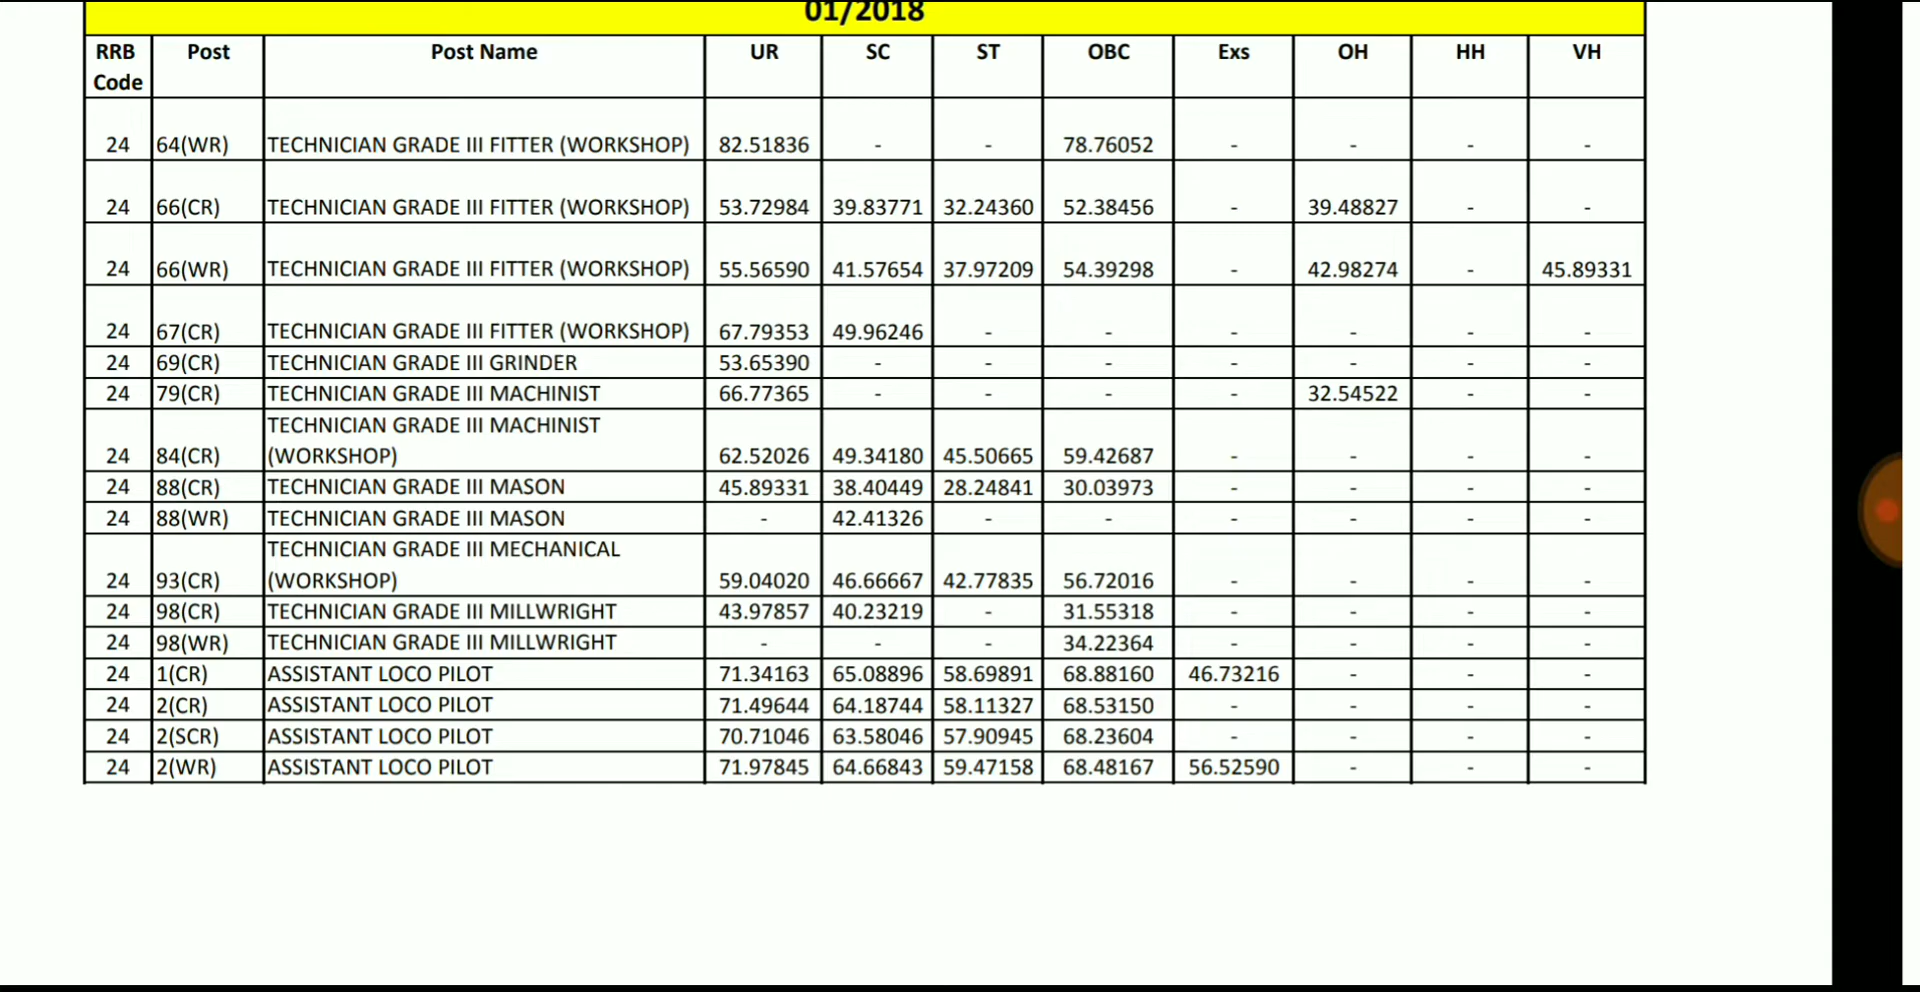 01/2018
RRB Code Post Post Name UR SC ST OBC Exs OH HH VH
24 64(WR) TECHNICIAN GRADE III FITTER (WORKSHOP) 82.51836 - - 78.76052 - - - -
24 66(CR) TECHNICIAN GRADE III FITTER (WORKSHOP) 53.72984 39.83771 32.24360 52.38456 - 39.48827 - -
24 66(WR) TECHNICIAN GRADE III FITTER (WORKSHOP) 55.56590 41.57654 37.97209 54.39298 - 42.98274 - 45.89331
24 67(CR) TECHNICIAN GRADE III FITTER (WORKSHOP) 67.79353 49.96246 - - - - - -
24 69(CR) TECHNICIAN GRADE III GRINDER 53.65390 - - - - - - -
24 79(CR) TECHNICIAN GRADE III MACHINIST 66.77365 - - - - 32.54522 - -
24 84(CR) TECHNICIAN GRADE III MACHINIST (WORKSHOP) 62.52026 49.34180 45.50665 59.42687 - - - -
24 88(CR) TECHNICIAN GRADE III MASON 45.89331 38.40449 28.24841 30.03973 - - - -
24 88(WR) TECHNICIAN GRADE III MASON - 42.41326 - - - - - -
24 93(CR) TECHNICIAN GRADE III MECHANICAL (WORKSHOP) 59.04020 46.66667 42.77835 56.72016 - - - -
24 98(CR) TECHNICIAN GRADE III MILLWRIGHT 43.97857 40.23219 - 31.55318 - - - -
24 98(WR) TECHNICIAN GRADE III MILLWRIGHT - - - 34.22364 - - - -
24 1(CR) ASSISTANT LOCO PILOT 71.34163 65.08896 58.69891 68.88160 46.73216 - - -
24 2(CR) ASSISTANT LOCO PILOT 71.49644 64.18744 58.11327 68.53150 - - - -
24 2(SCR) ASSISTANT LOCO PILOT 70.71046 63.58046 57.90945 68.23604 - - - -
24 2(WR) ASSISTANT LOCO PILOT 71.97845 64.66843 59.47158 68.48167 56.52590 - - -